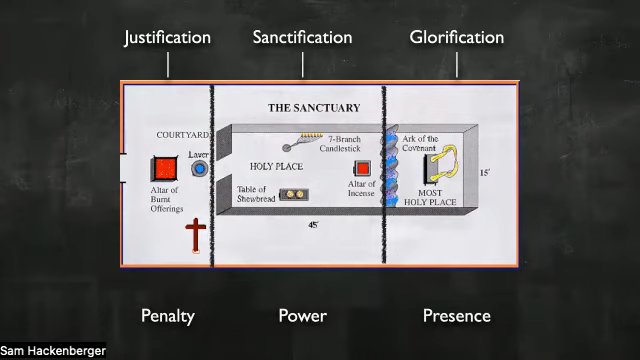 Justification
Sanctification
Glorification
THE SANCTUARY
COURTYARD
Laver
Altar of
Burnt
Offerings
7-Branch
Candlestick
HOLY PLACE
Table of
Shewbread
Altar of
Incense
Ark of the
Covenant
MOST
HOLY PLACE
15'
45'
Penalty
Power
Presence
Sam Hackenberger